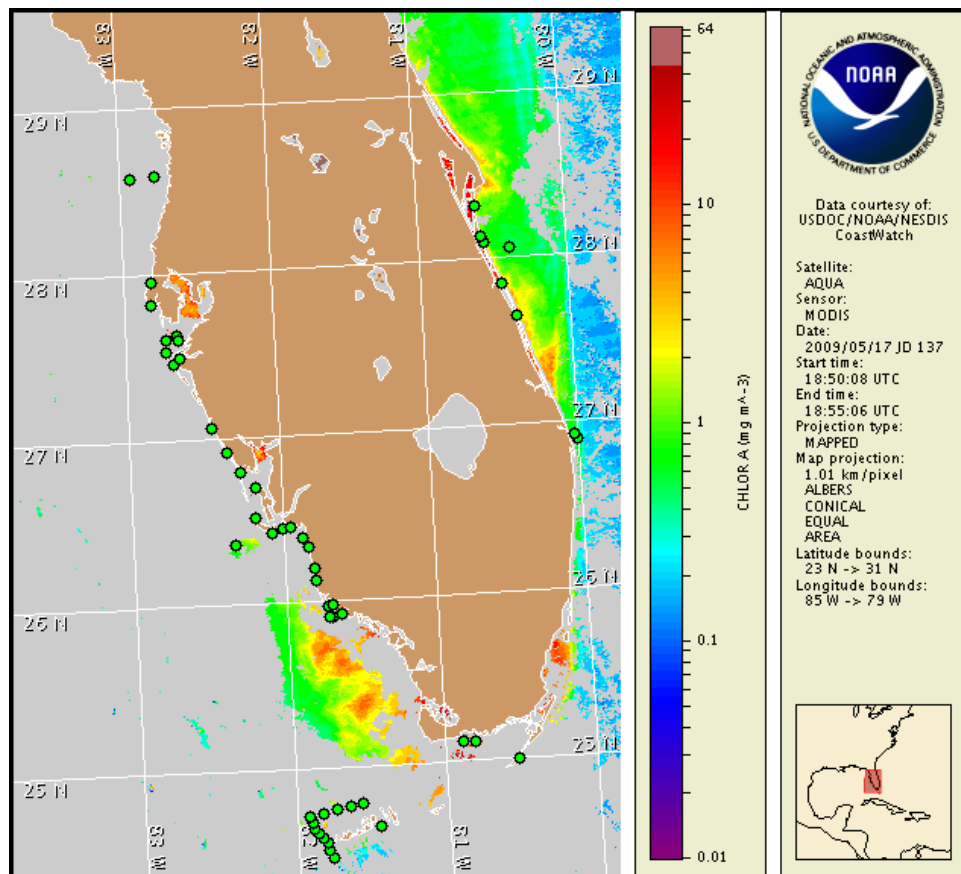 83 W
82 W
81 W
80 W
29 N
29 N
28 N
28 N
27 N
27 N
26 N
26 N
25 N
25 N
83 W
82 W
81 W
64
10
1
0.1
0.01
CHLOR A (mg m^-3)
NATIONAL OCEANIC AND ATMOSPHERIC ADMINISTRATION
NOAA
U.S. DEPARTMENT OF COMMERCE
Data courtesy of:
USDOC/NOAA/NESDIS
CoastWatch
Satellite:
AQUA
Sensor:
MODIS
Date:
2009/05/17 JD 137
Start time:
18:50:08 UTC
End time:
18:55:06 UTC
Projection type:
MAPPED
Map projection:
1.01 km/pixel
ALBERS
CONICAL
EQUAL
AREA
Latitude bounds:
23 N -> 31 N
Longitude bounds:
85 W -> 79 W